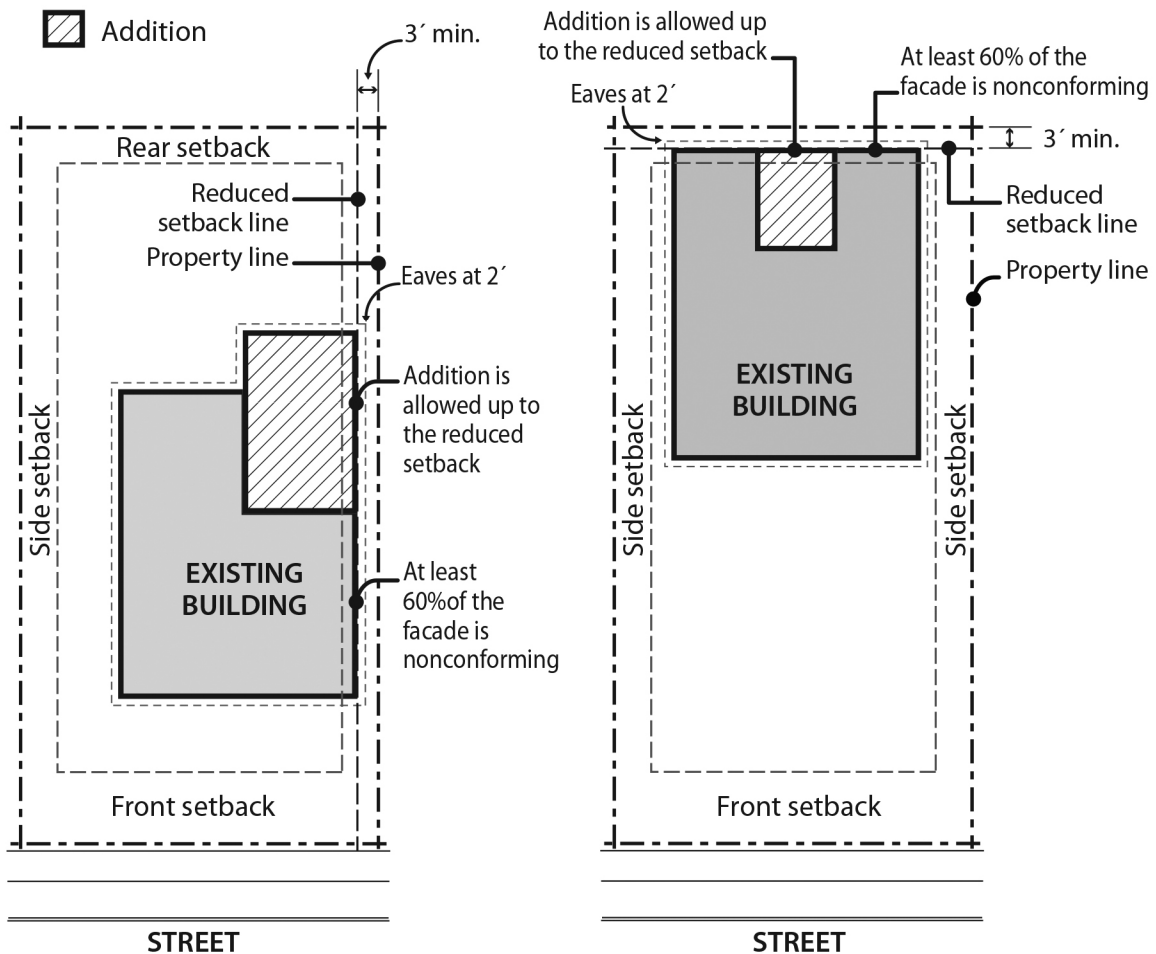 Addition
3´ min.
Rear setback
Reduced
setback line
Property line
Eaves at 2´
Addition is
allowed up to
the reduced
setback
Side setback
EXISTING
BUILDING
At least
60%of the
facade is
nonconforming
Front setback
STREET
Addition is allowed up
to the reduced setback
At least 60% of the
facade is nonconforming
Eaves at 2´
3´ min.
Reduced
setback line
Property line
EXISTING
BUILDING
Side setback
Side setback
Front setback
STREET